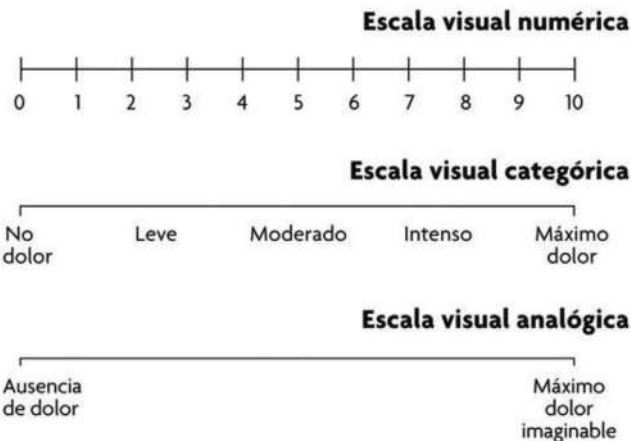 Escala visual numérica
0 1 2 3 4 5 6 7 8 9 10
Escala visual categórica
No dolor Leve Moderado Intenso Máximo dolor
Escala visual analógica
Ausencia de dolor Máximo dolor imaginable